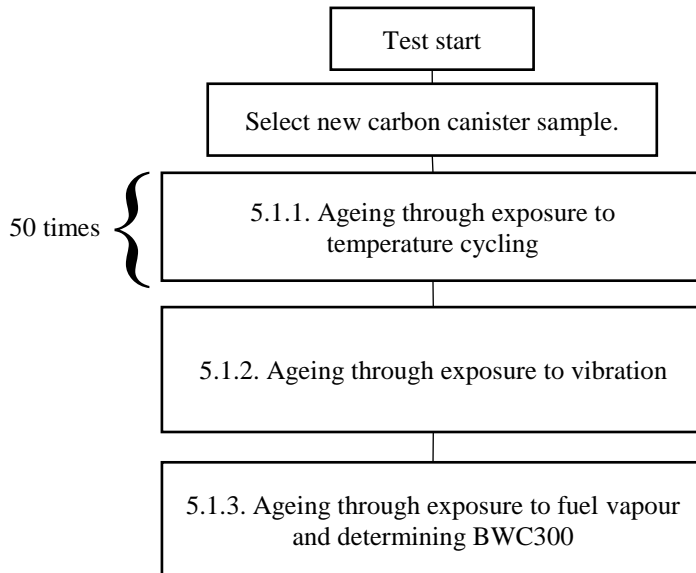 Test start
Select new carbon canister sample.
50 times
5.1.1. Ageing through exposure to
temperature cycling
5.1.2. Ageing through exposure to vibration
5.1.3. Ageing through exposure to fuel vapour
and determining BWC300